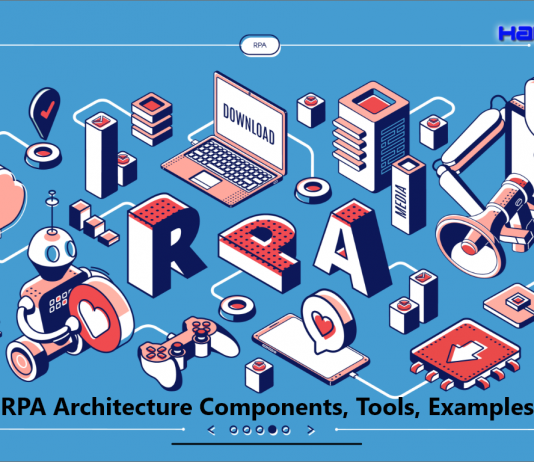 RPA
DOWNLOAD
MEDIA
RPA
RPA Architecture Components, Tools, Examples